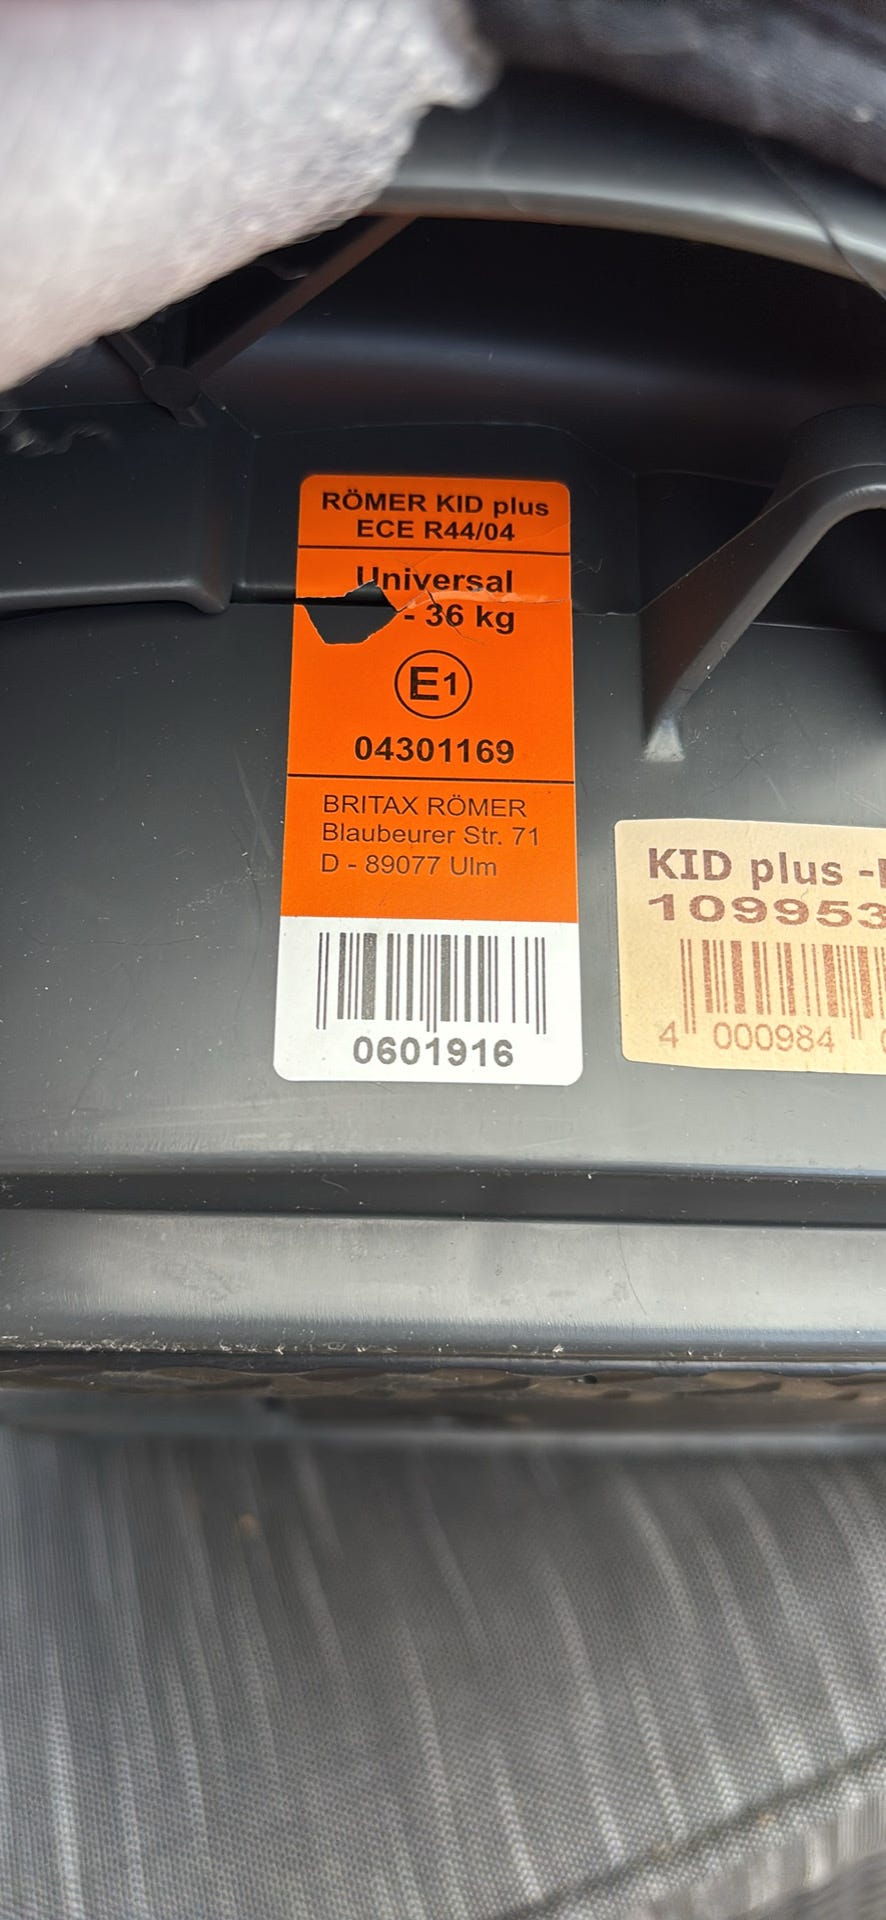 RÖMER KID plus
ECE R44/04
Universal
- 36 kg
E1
04301169
BRITAX RÖMER
Blaubeurer Str. 71
D - 89077 Ulm
0601916
KID plus -
109953
4 000984